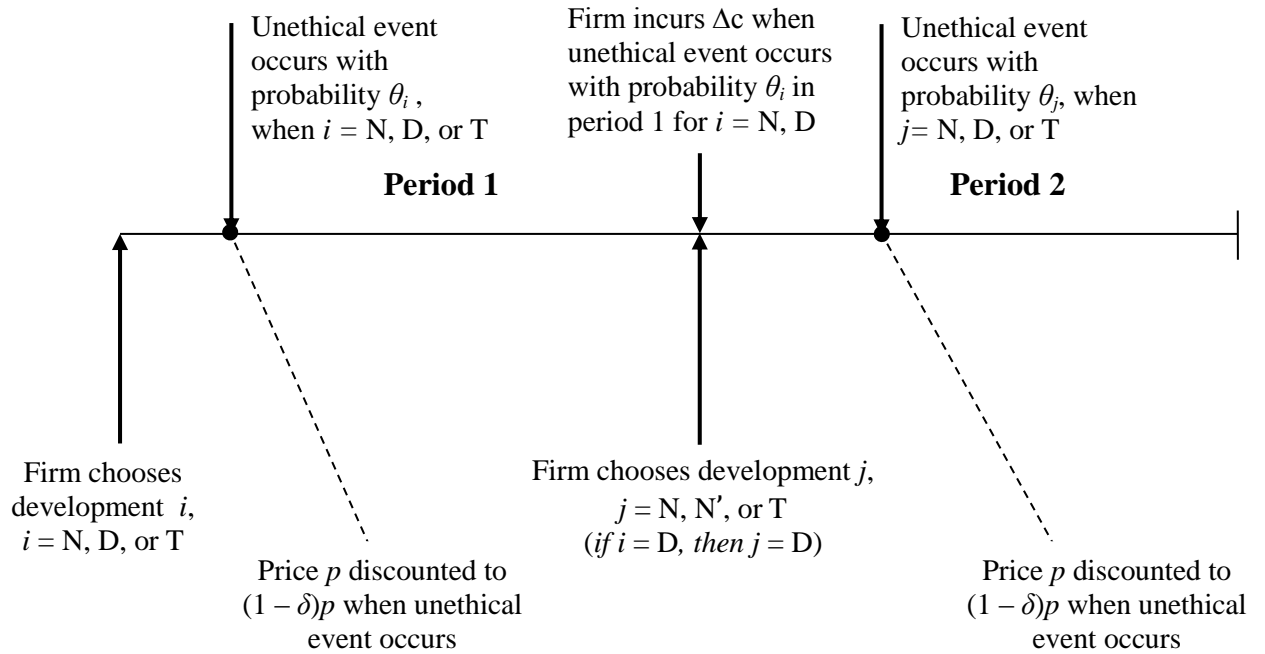 Unethical event
occurs with
probability θi ,
when i = N, D, or T
Firm incurs Δc when
unethical event occurs
with probability θi in
period 1 for i = N, D
Unethical event
occurs with
probability θj, when
j= N, D, or T
Period 1
Period 2
Firm chooses
development i,
i = N, D, or T
Firm chooses development j,
j = N, N′, or T
(if i = D, then j = D)
Price p discounted to
(1 – δ)p when unethical
event occurs
Price p discounted to
(1 – δ)p when unethical
event occurs